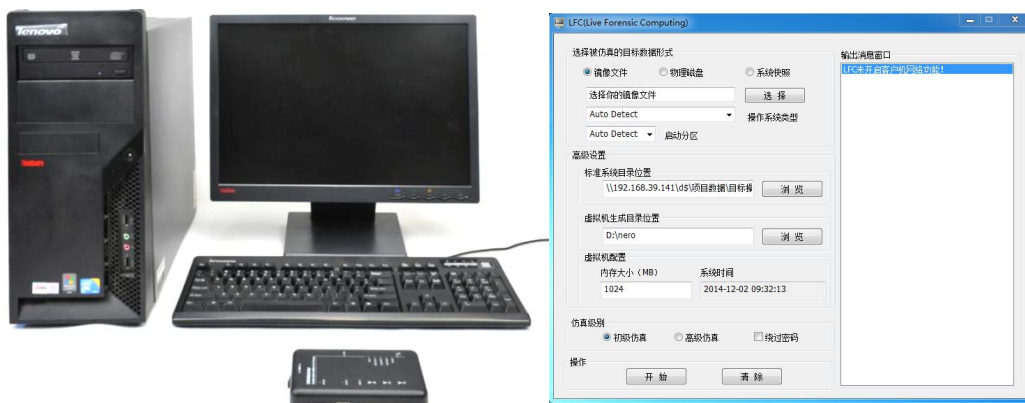 Tenovo
ThinkCentre
LFC(Live Forensic Computing)
选择被仿真的目标数据形式
镜像文件
物理磁盘
系统快照
选择你的镜像文件
选 择
Auto Detect
操作系统类型
Auto Detect
启动分区
高级设置
标准系统目录位置
\\192.168.39.141\d$\项目数据\目标操
浏 览
虚拟机生成目录位置
D:\nero
浏 览
虚拟机配置
内存大小（MB）
系统时间
1024
2014-12-02 09:32:13
仿真级别
初级仿真
高级仿真
绕过密码
操作
开 始
清 除
输出消息窗口
LFC未开启客户机网络功能!